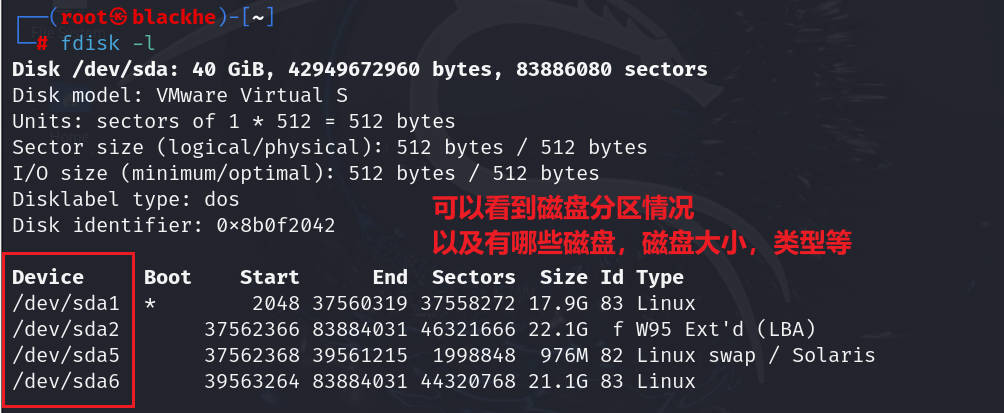 ┌──(root㉿blackhe)-[~]
└─# fdisk -l
Disk /dev/sda: 40 GiB, 42949672960 bytes, 83886080 sectors
Disk model: VMware Virtual S
Units: sectors of 1 * 512 = 512 bytes
Sector size (logical/physical): 512 bytes / 512 bytes
I/O size (minimum/optimal): 512 bytes / 512 bytes
Disklabel type: dos
Disk identifier: 0x8b0f2042
可以看到磁盘分区情况
以及有哪些磁盘，磁盘大小，类型等
Device Boot Start End Sectors Size Id Type
/dev/sda1 * 2048 37560319 37558272 17.9G 83 Linux
/dev/sda2 37562366 83884031 46321666 22.1G f W95 Ext'd (LBA)
/dev/sda5 37562368 39561215 1998848 976M 82 Linux swap / Solaris
/dev/sda6 39563264 83884031 44320768 21.1G 83 Linux